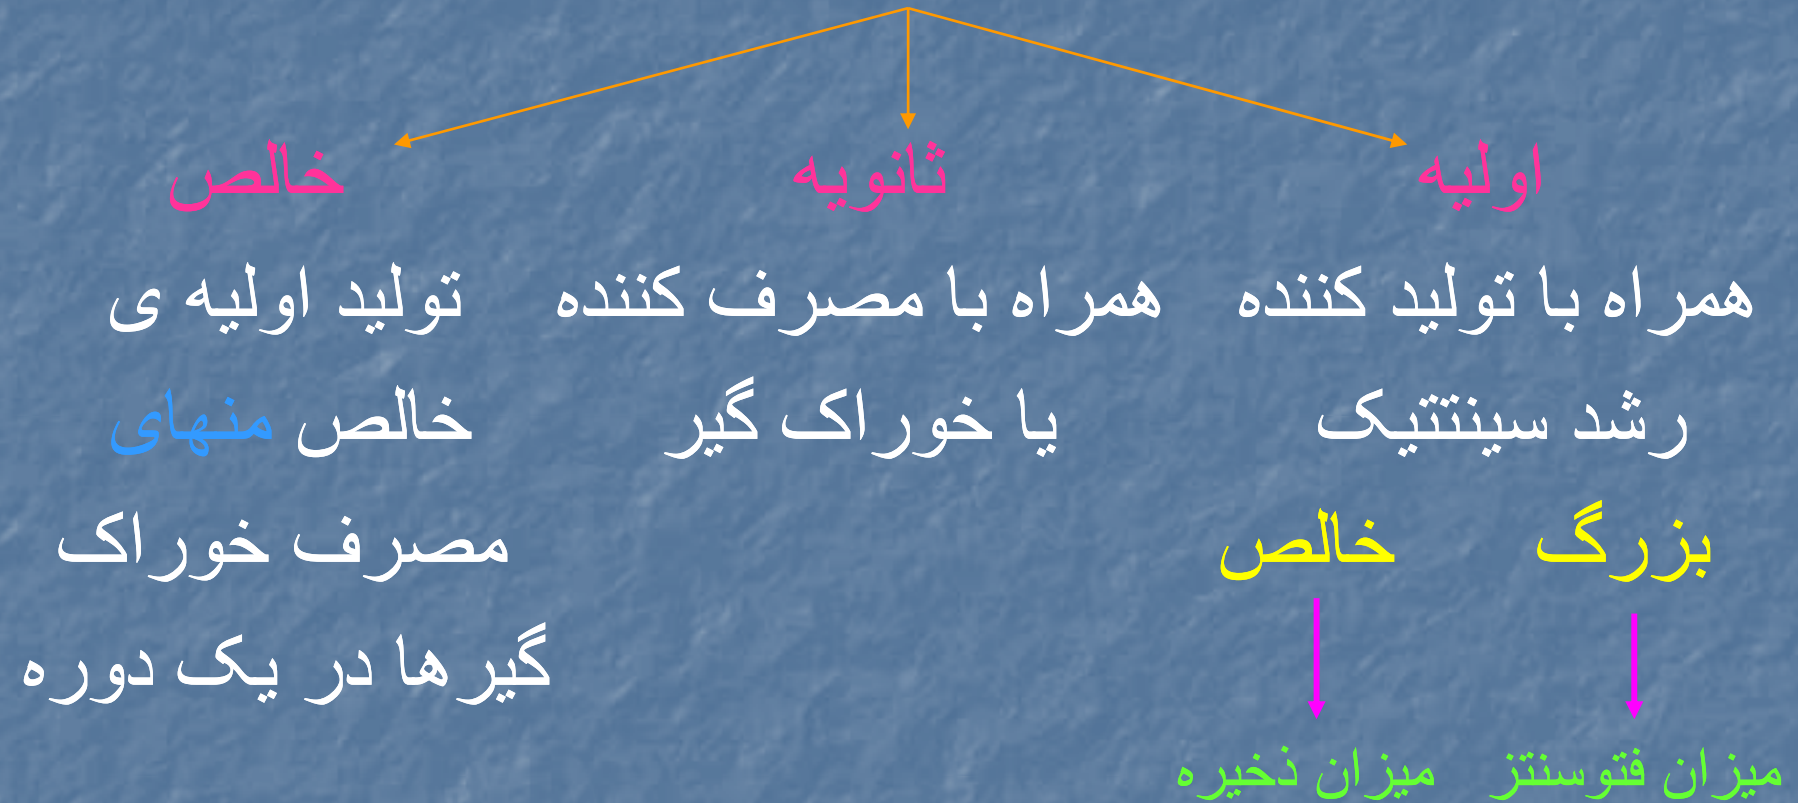 اولیه ثانویه خالص
همراه با تولید کننده همراه با مصرف کننده تولید اولیه ی
رشد سینتتیک یا خوراک گیر خالص منهای
بزرگ خالص مصرف خوراک
گیرها در یک دوره
میزان فتوسنتز میزان ذخیره